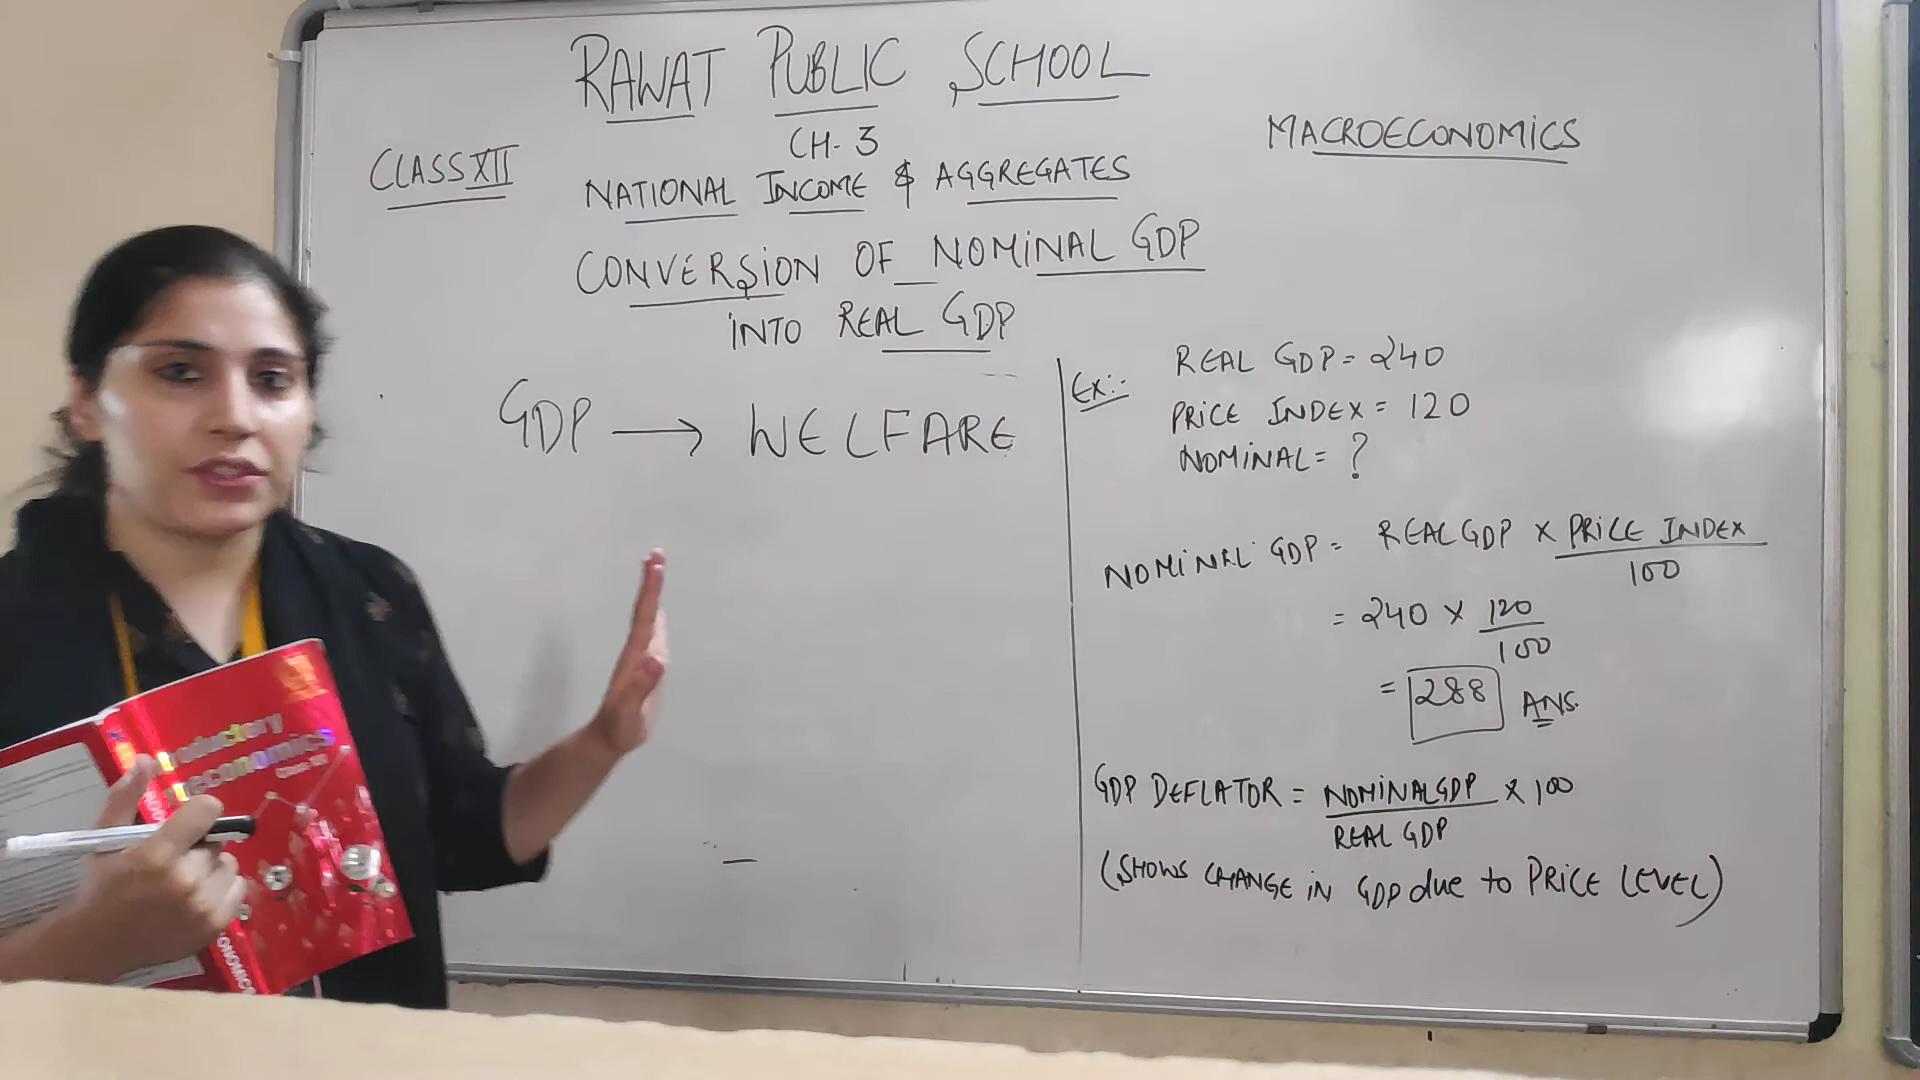 RAWAT PUBLIC SCHOOL
CH. 3
CLASS XII
MACROECONOMICS
NATIONAL INCOME & AGGREGATES
CONVERSION OF NOMINAL GDP
INTO REAL GDP
GDP → WELFARE
Ex:-
REAL GDP = 240
PRICE INDEX = 120
NOMINAL = ?
NOMINAL GDP = REAL GDP X PRICE INDEX
100
= 240 X 120
100
= 288 ANS.
GDP DEFLATOR = NOMINAL GDP X 100
REAL GDP
(SHOWS CHANGE IN GDP due to PRICE LEVEL)
Class XII